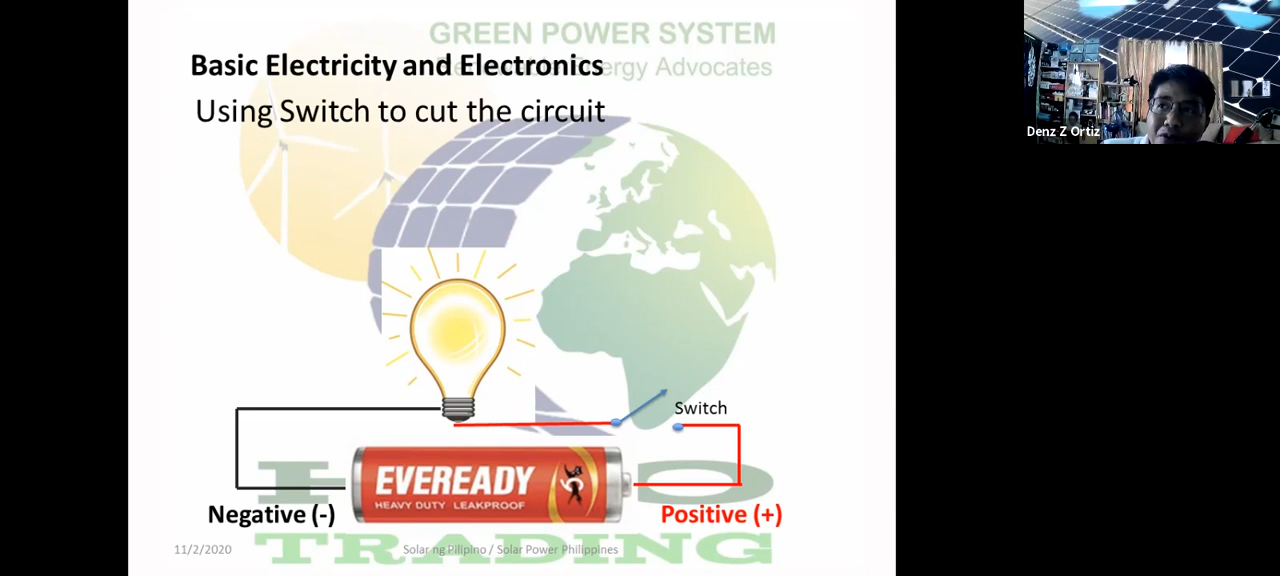 GREEN POWER SYSTEM
Basic Electricity and Electronics
ergy Advocates
Using Switch to cut the circuit
Denz Z Ortiz
Switch
EVEREADY
HEAVY DUTY LEAKPROOF
Negative (-)
Positive (+)
11/2/2020
Solar ng Pilipino / Solar Power Philippines
TRADING